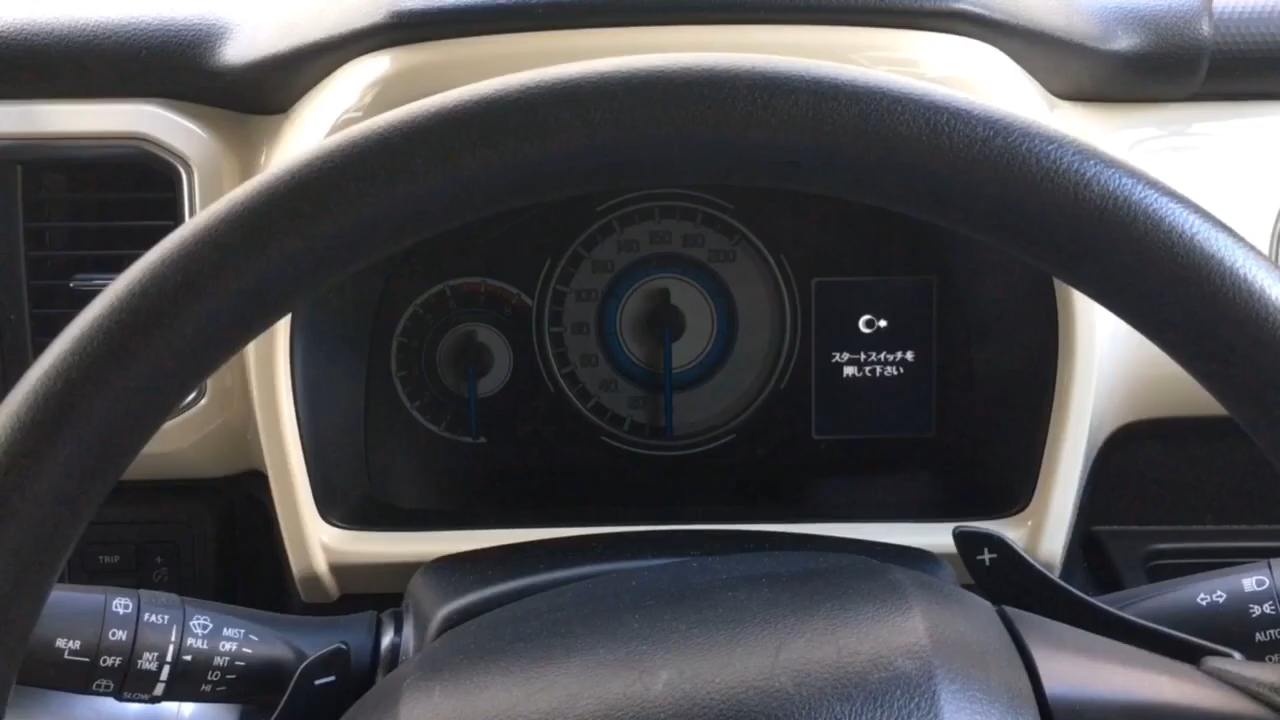 140 160 180
120 200
100
80
60
40
20
スタートスイッチを
押して下さい
TRIP +
+
REAR
ON
OFF
FAST
INT
TIME
SLOW
PULL
MIST
OFF
INT
LO
HI
−
AUTO